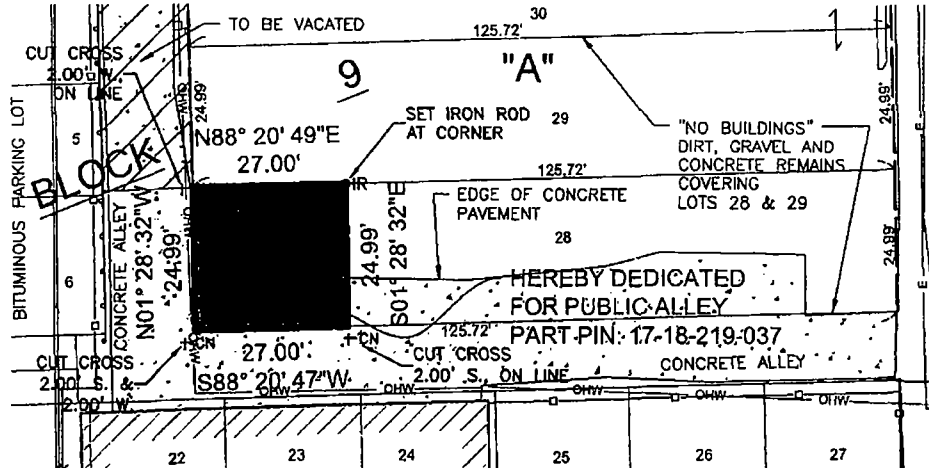 30
TO BE VACATED
125.72'
CUT CROSS
2.00' W.
ON LINE
9
"A"
24.99'
24.99'
SET IRON ROD
AT CORNER
29
"NO BUILDINGS"
DIRT, GRAVEL AND
CONCRETE REMAINS
COVERING
LOTS 28 & 29
N88° 20' 49"E
27.00'
5
BITUMINOUS PARKING LOT
BLOCK
125.72'
IR
EDGE OF CONCRETE
PAVEMENT
CONCRETE ALLEY
N01° 28' 32"W
24.99'
24.99'
S01° 28' 32"E
28
24.99'
6
HEREBY DEDICATED
FOR PUBLIC ALLEY
PART PIN: 17-18-219-037
125.72'
CN
27.00'
CN
CUT CROSS
2.00' S. ON LINE
CONCRETE ALLEY
CUT CROSS
2.00' S. &
2.00' W.
S88° 20' 47"W
OHW
OHW
OHW
OHW
E
E
22
23
24
25
26
27